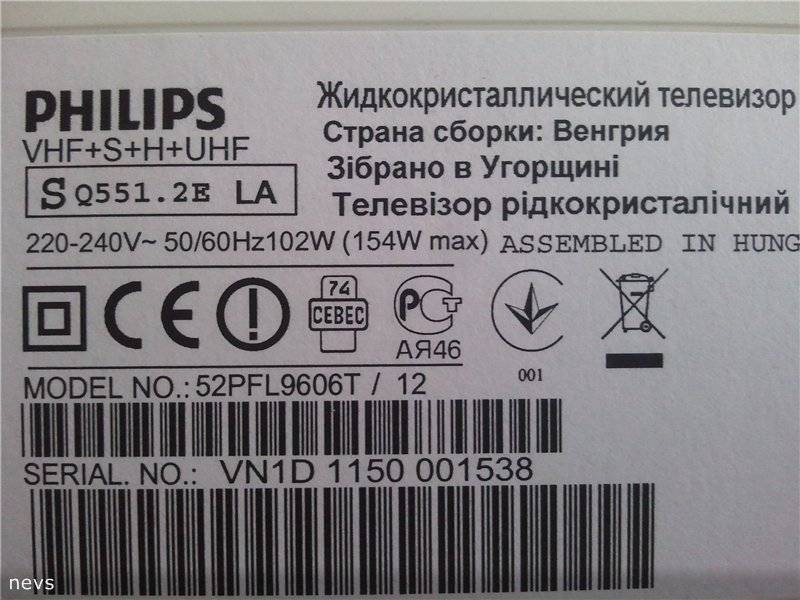 PHILIPS
VHF+S+H+UHF
S Q551.2E LA
Жидкокристаллический телевизор
Страна сборки: Венгрия
Зібрано в Угорщині
Телевізор рідкокристалічний
220-240V~ 50/60Hz102W (154W max) ASSEMBLED IN HUNG
CE
74
СЕВЕС
РСТ
АЯ46
001
MODEL NO.: 52PFL9606T / 12
SERIAL. NO.: VN1D 1150 001538
nevs